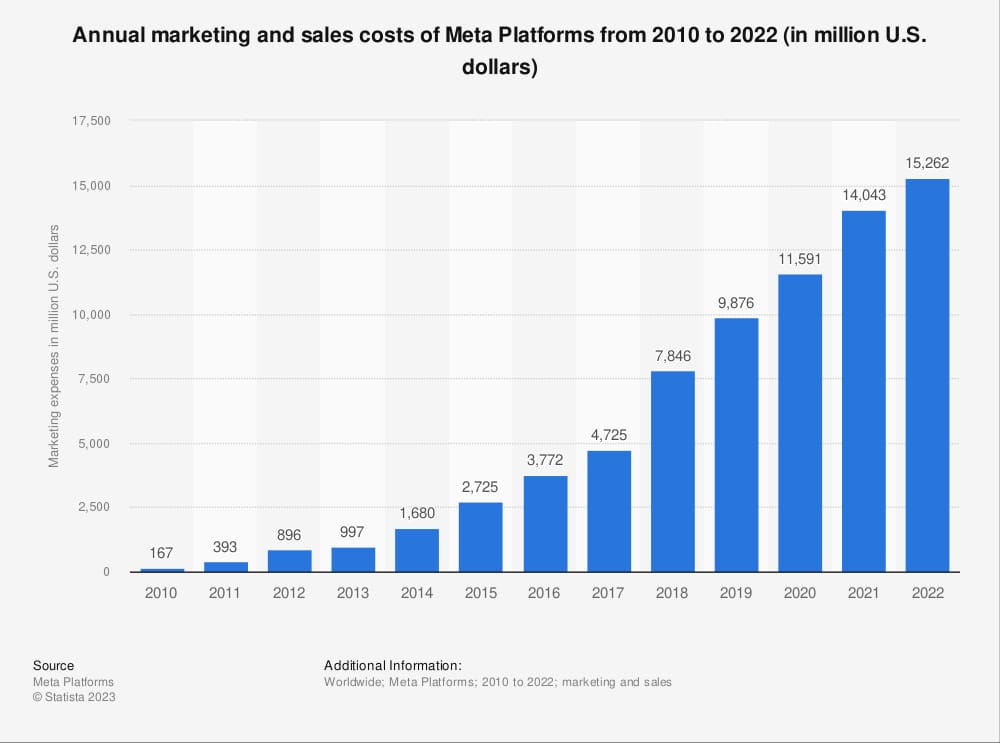 Annual marketing and sales costs of Meta Platforms from 2010 to 2022 (in million U.S.
dollars)
Marketing expenses in million U.S. dollars
17,500
15,000
12,500
10,000
7,500
5,000
2,500
0
167
393
896
997
1,680
2,725
3,772
4,725
7,846
9,876
11,591
14,043
15,262
2010 2011 2012 2013 2014 2015 2016 2017 2018 2019 2020 2021 2022
Source
Meta Platforms
© Statista 2023
Additional Information:
Worldwide; Meta Platforms; 2010 to 2022; marketing and sales